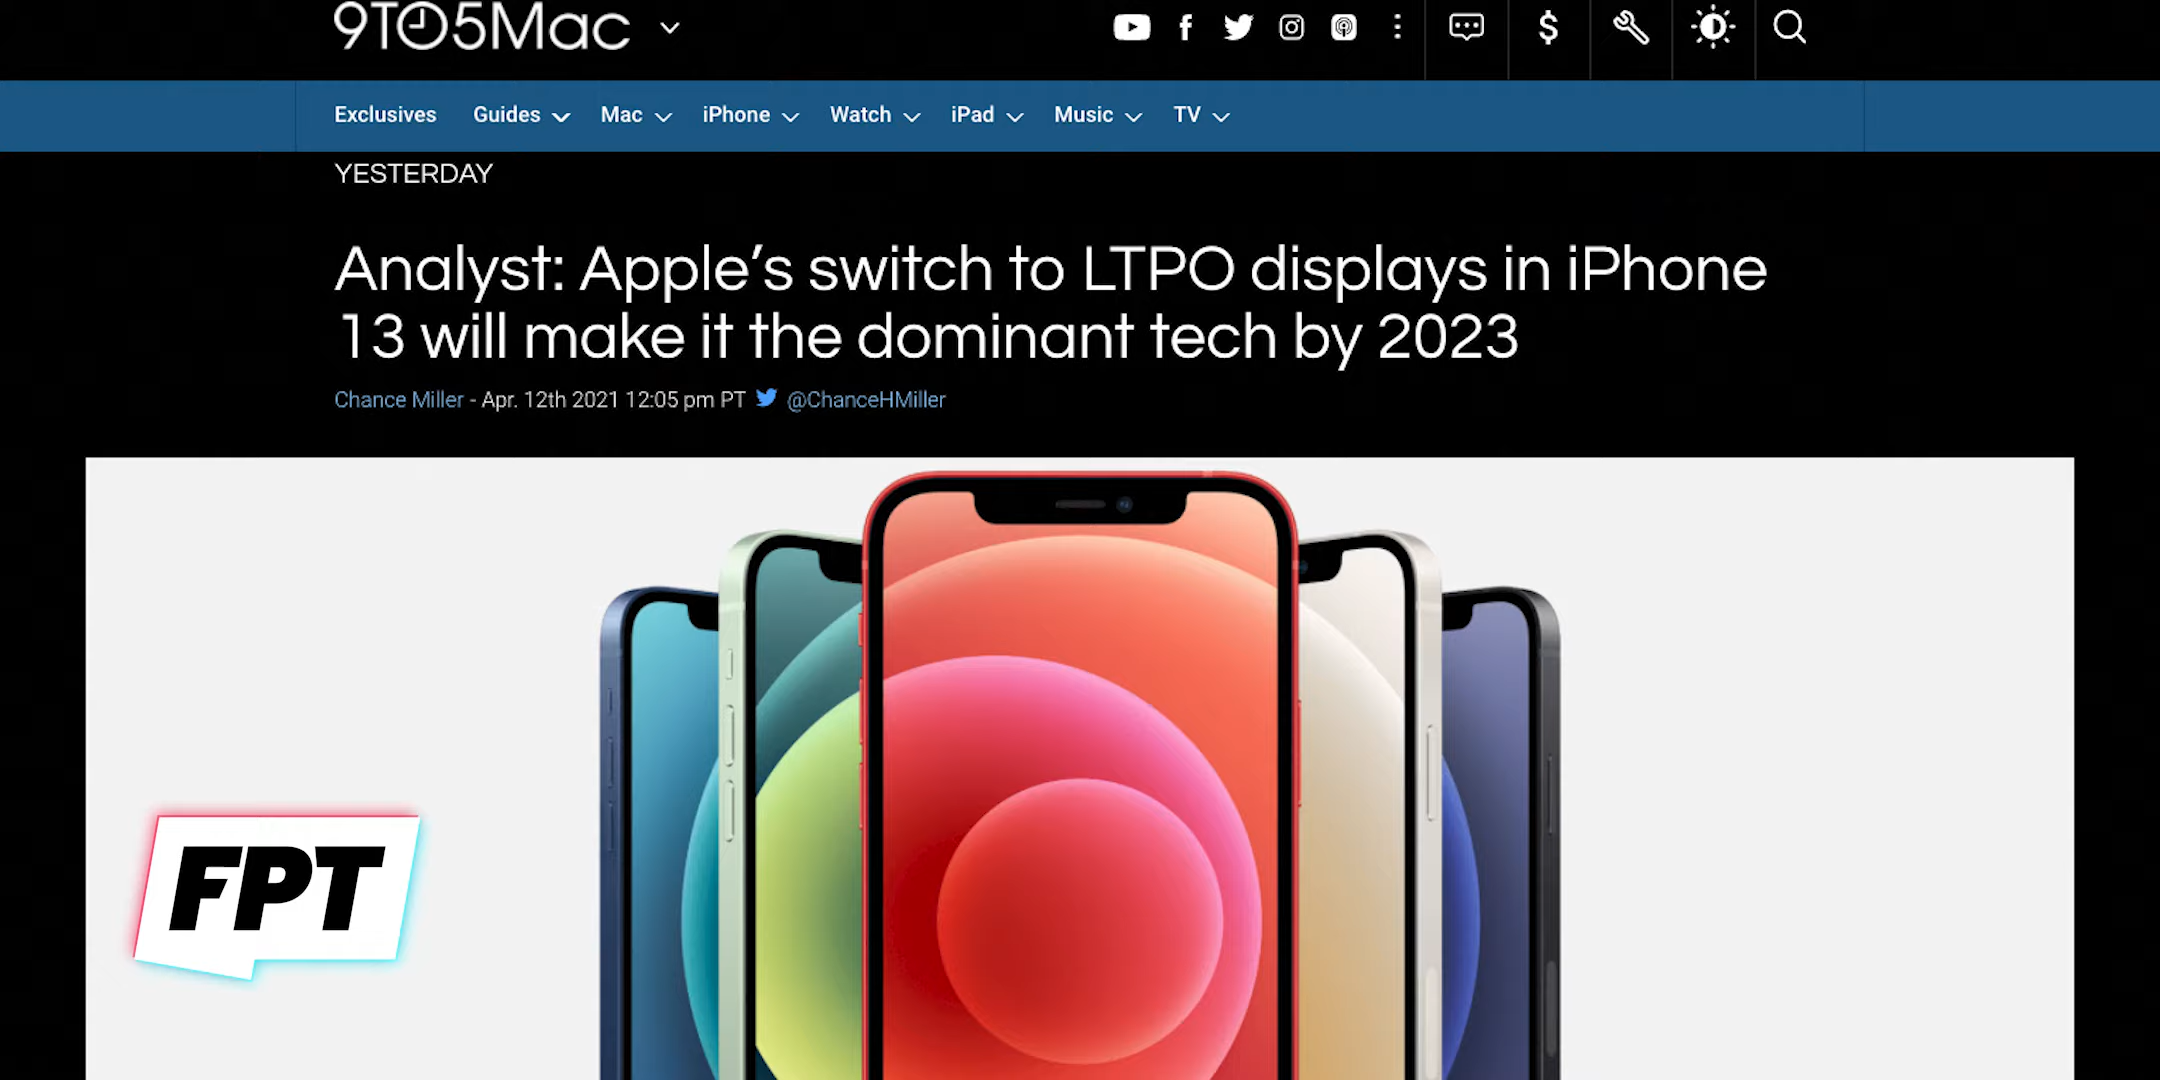 9TO5Mac
Exclusives Guides Mac iPhone Watch iPad Music TV
YESTERDAY
Analyst: Apple’s switch to LTPO displays in iPhone
13 will make it the dominant tech by 2023
Chance Miller - Apr. 12th 2021 12:05 pm PT @ChanceHMiller
FPT